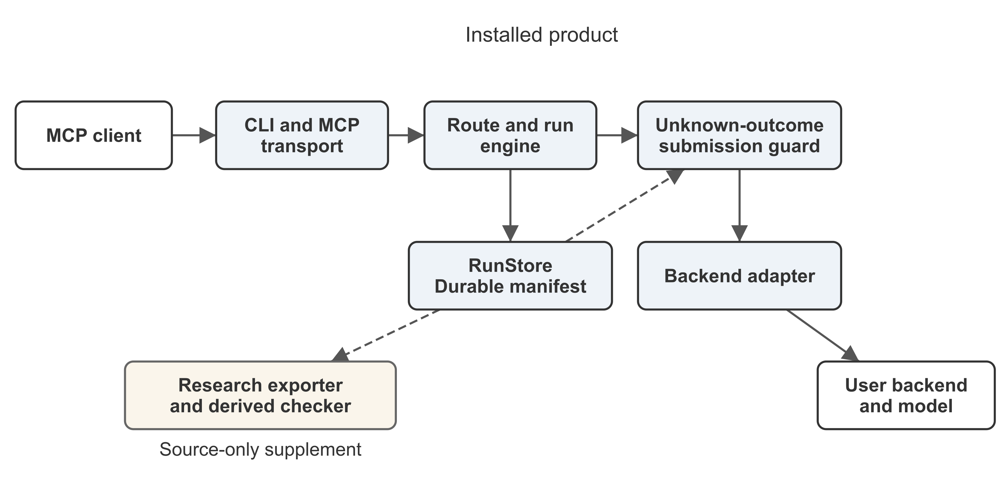 Installed product
MCP client
CLI and MCP
transport
Route and run
engine
Unknown-outcome
submission guard
RunStore
Durable manifest
Backend adapter
Research exporter
and derived checker
User backend
and model
Source-only supplement